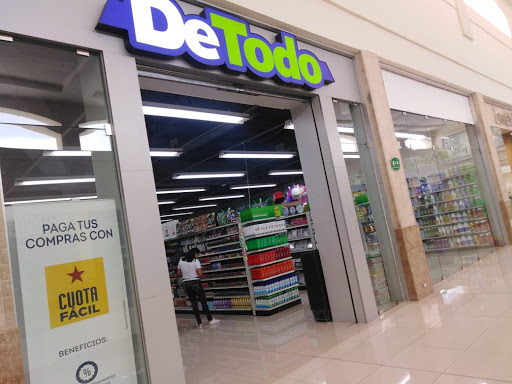 DeTodo
PAGA TUS
COMPRAS CON
CUOTA
FÁCIL
BENEFICIOS:
%